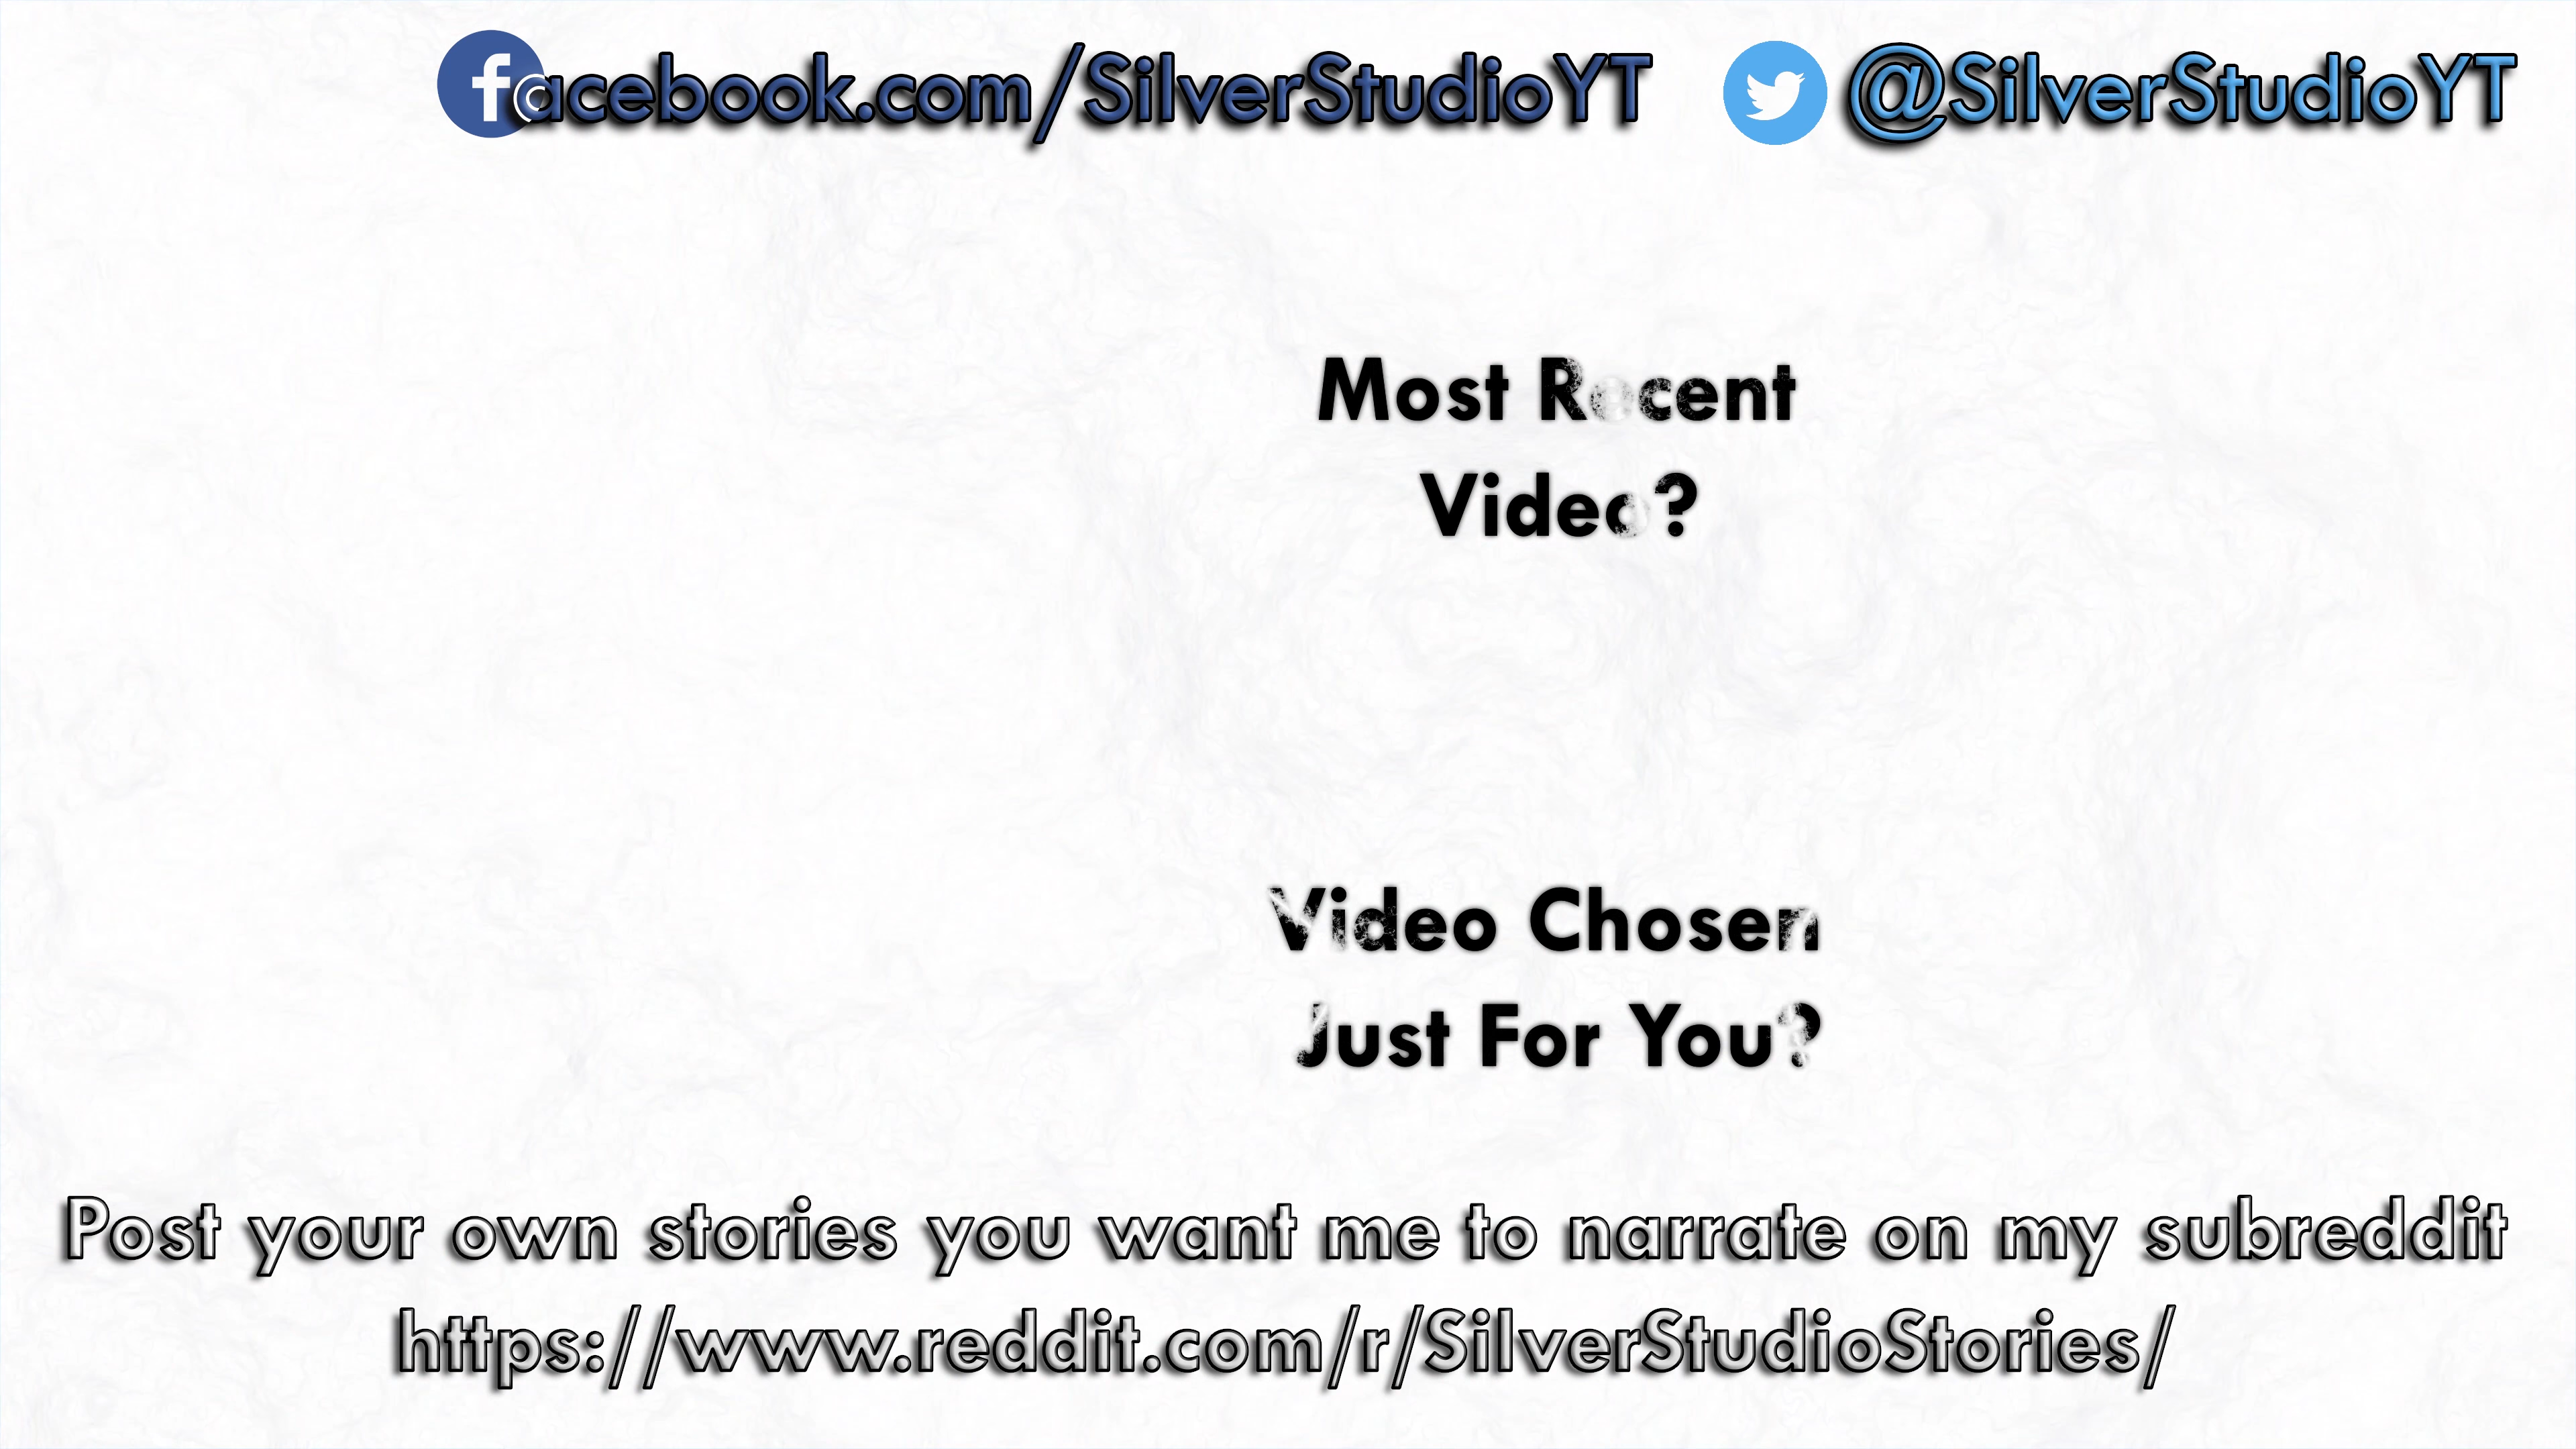 facebook.com/SilverStudioYT @SilverStudioYT
Most Recent
Video?
Video Chosen
Just For You?
Post your own stories you want me to narrate on my subreddit
https://www.reddit.com/r/SilverStudioStories/